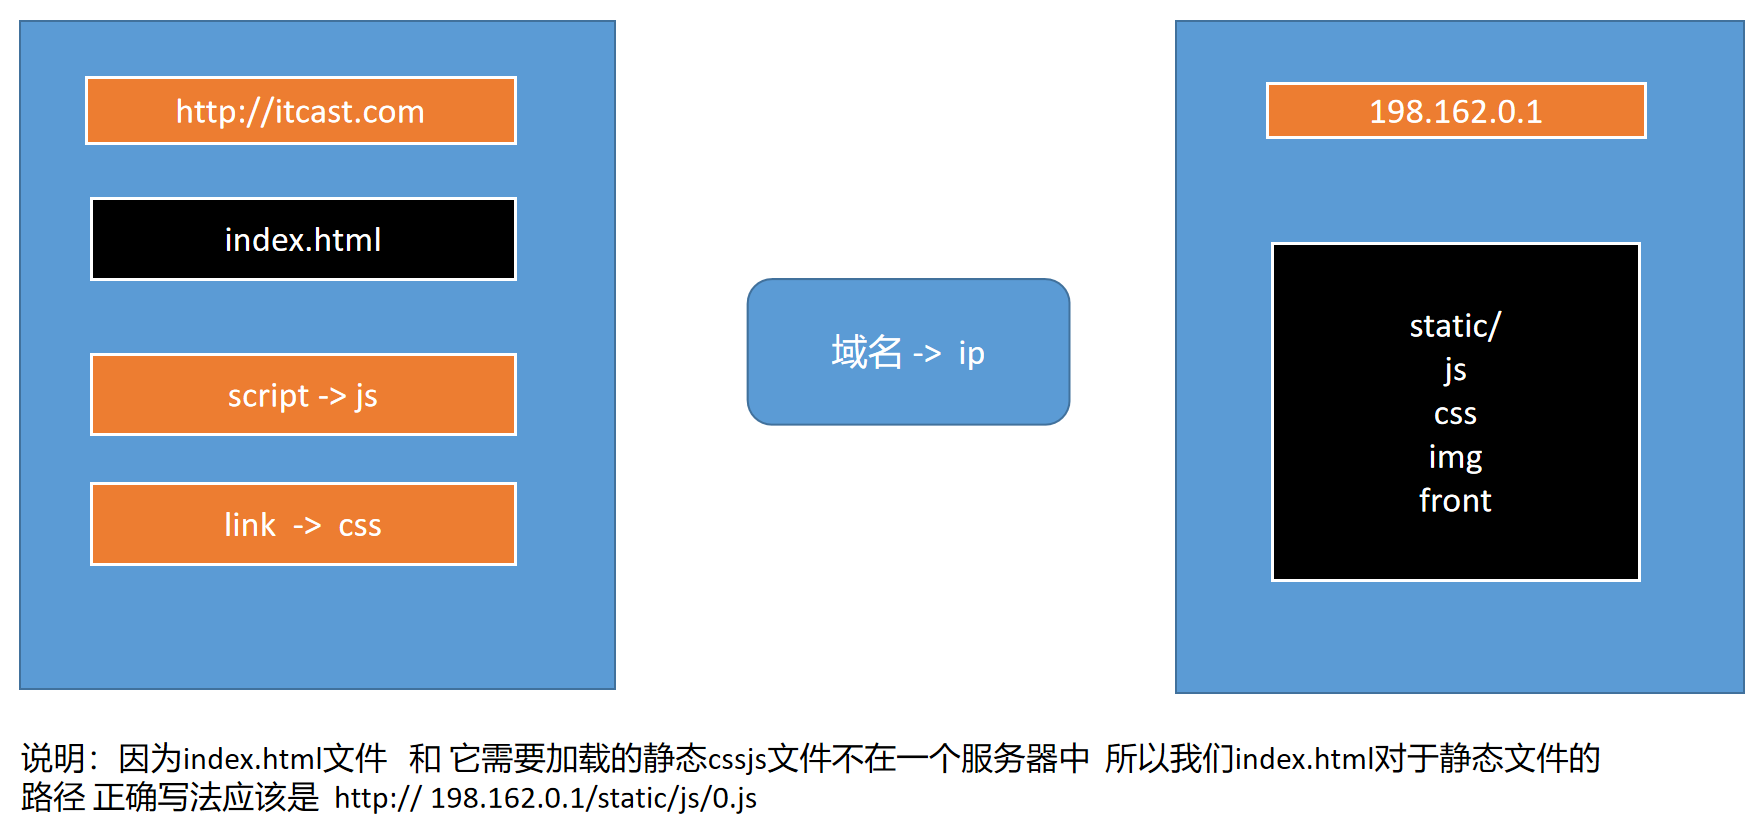 http://itcast.com
index.html
script -> js
link -> css
域名 -> ip
198.162.0.1
static/
js
css
img
front
说明：因为index.html文件 和 它需要加载的静态cssjs文件不在一个服务器中 所以我们index.html对于静态文件的
路径 正确写法应该是 http:// 198.162.0.1/static/js/0.js